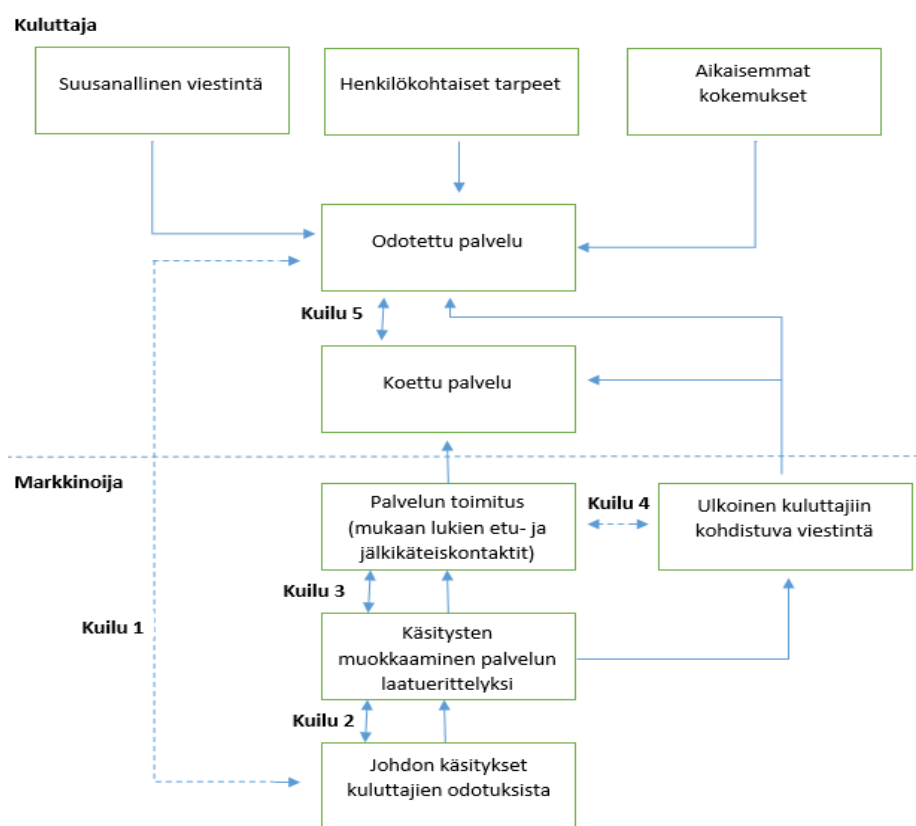 Kuluttaja
Suusanallinen viestintä
Henkilökohtaiset tarpeet
Aikaisemmat
kokemukset
Odotettu palvelu
Kuilu 5
Koettu palvelu
Markkinoija
Palvelun toimitus
(mukaan lukien etu- ja
jälkikäteiskontaktit)
Kuilu 4
Ulkoinen kuluttajiin
kohdistuva viestintä
Kuilu 3
Kuilu 1
Käsitysten
muokkaaminen palvelun
laatuerittelyksi
Kuilu 2
Johdon käsitykset
kuluttajien odotuksista